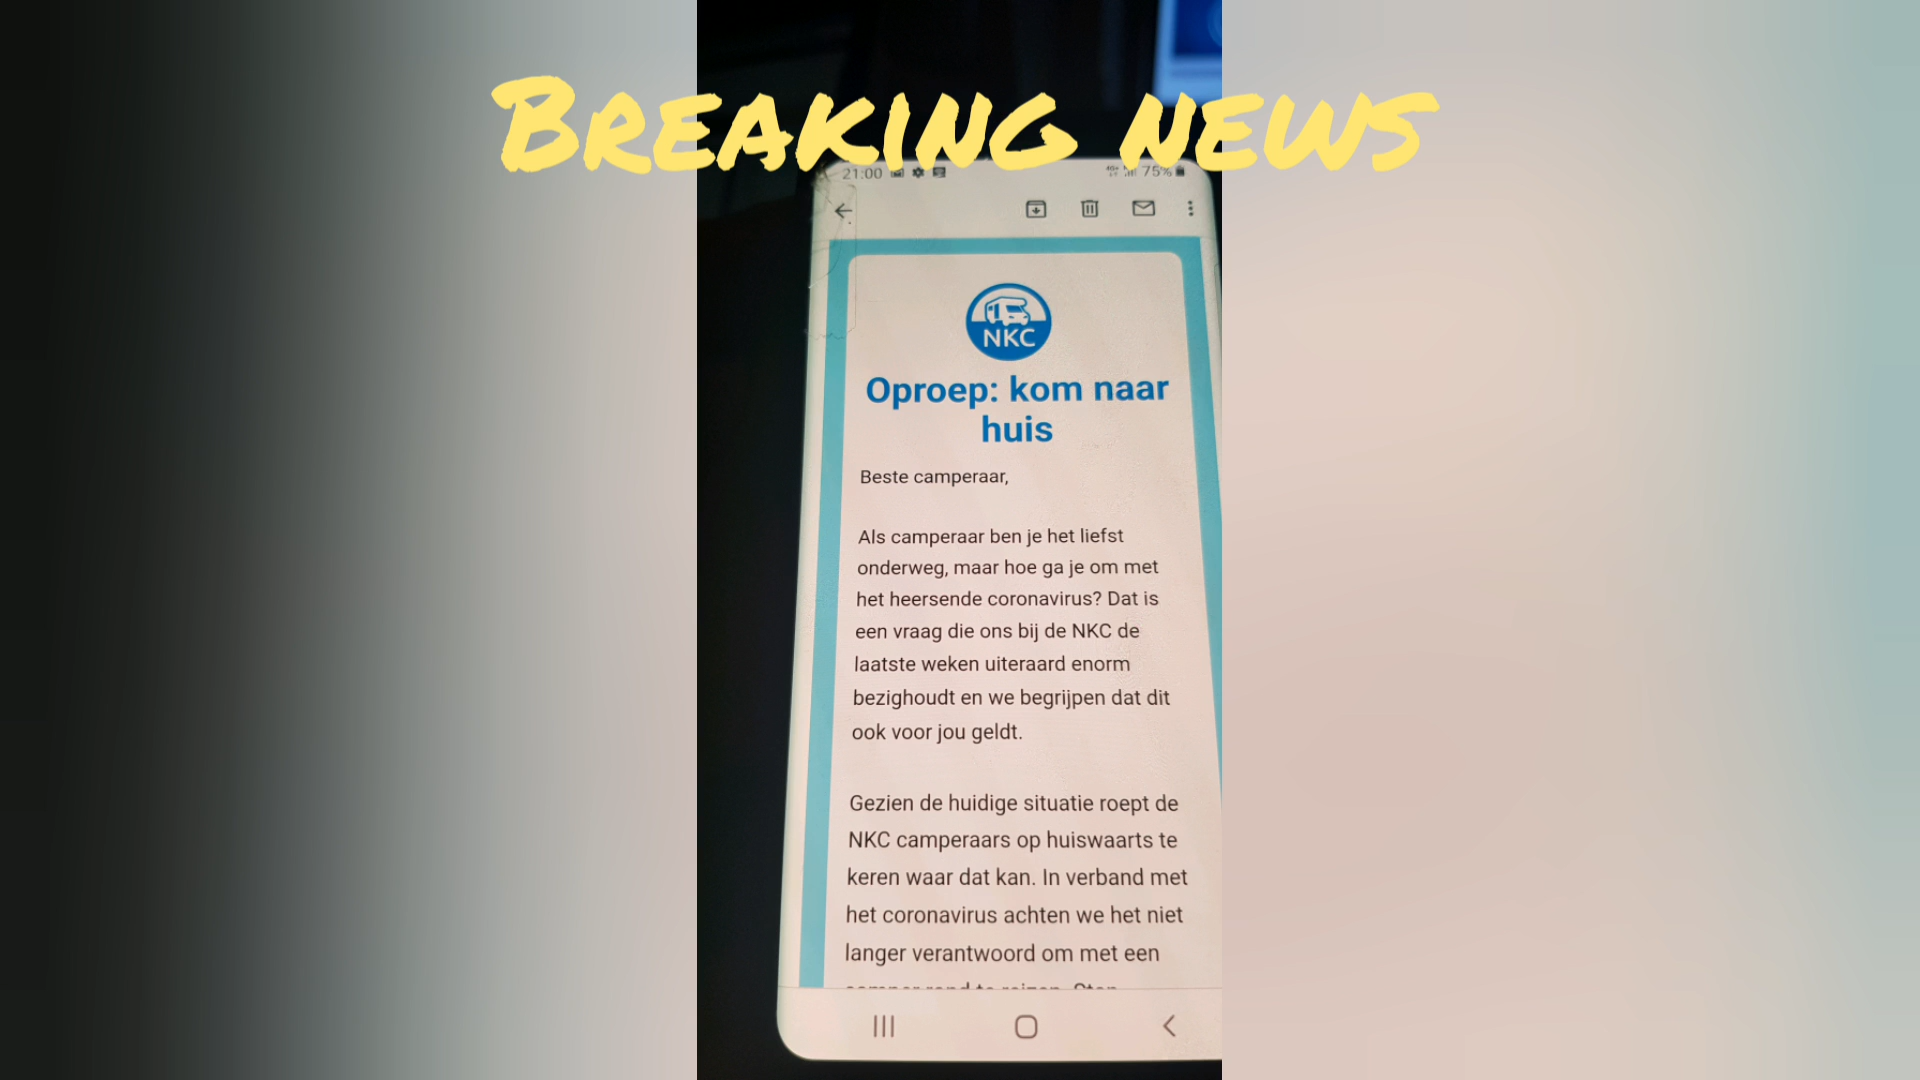 BREAKING NEWS
21:00 75%
NKC
Oproep: kom naar
huis
Beste camperaar,
Als camperaar ben je het liefst
onderweg, maar hoe ga je om met
het heersende coronavirus? Dat is
een vraag die ons bij de NKC de
laatste weken uiteraard enorm
bezighoudt en we begrijpen dat dit
ook voor jou geldt.
Gezien de huidige situatie roept de
NKC camperaars op huiswaarts te
keren waar dat kan. In verband met
het coronavirus achten we het niet
langer verantwoord om met een